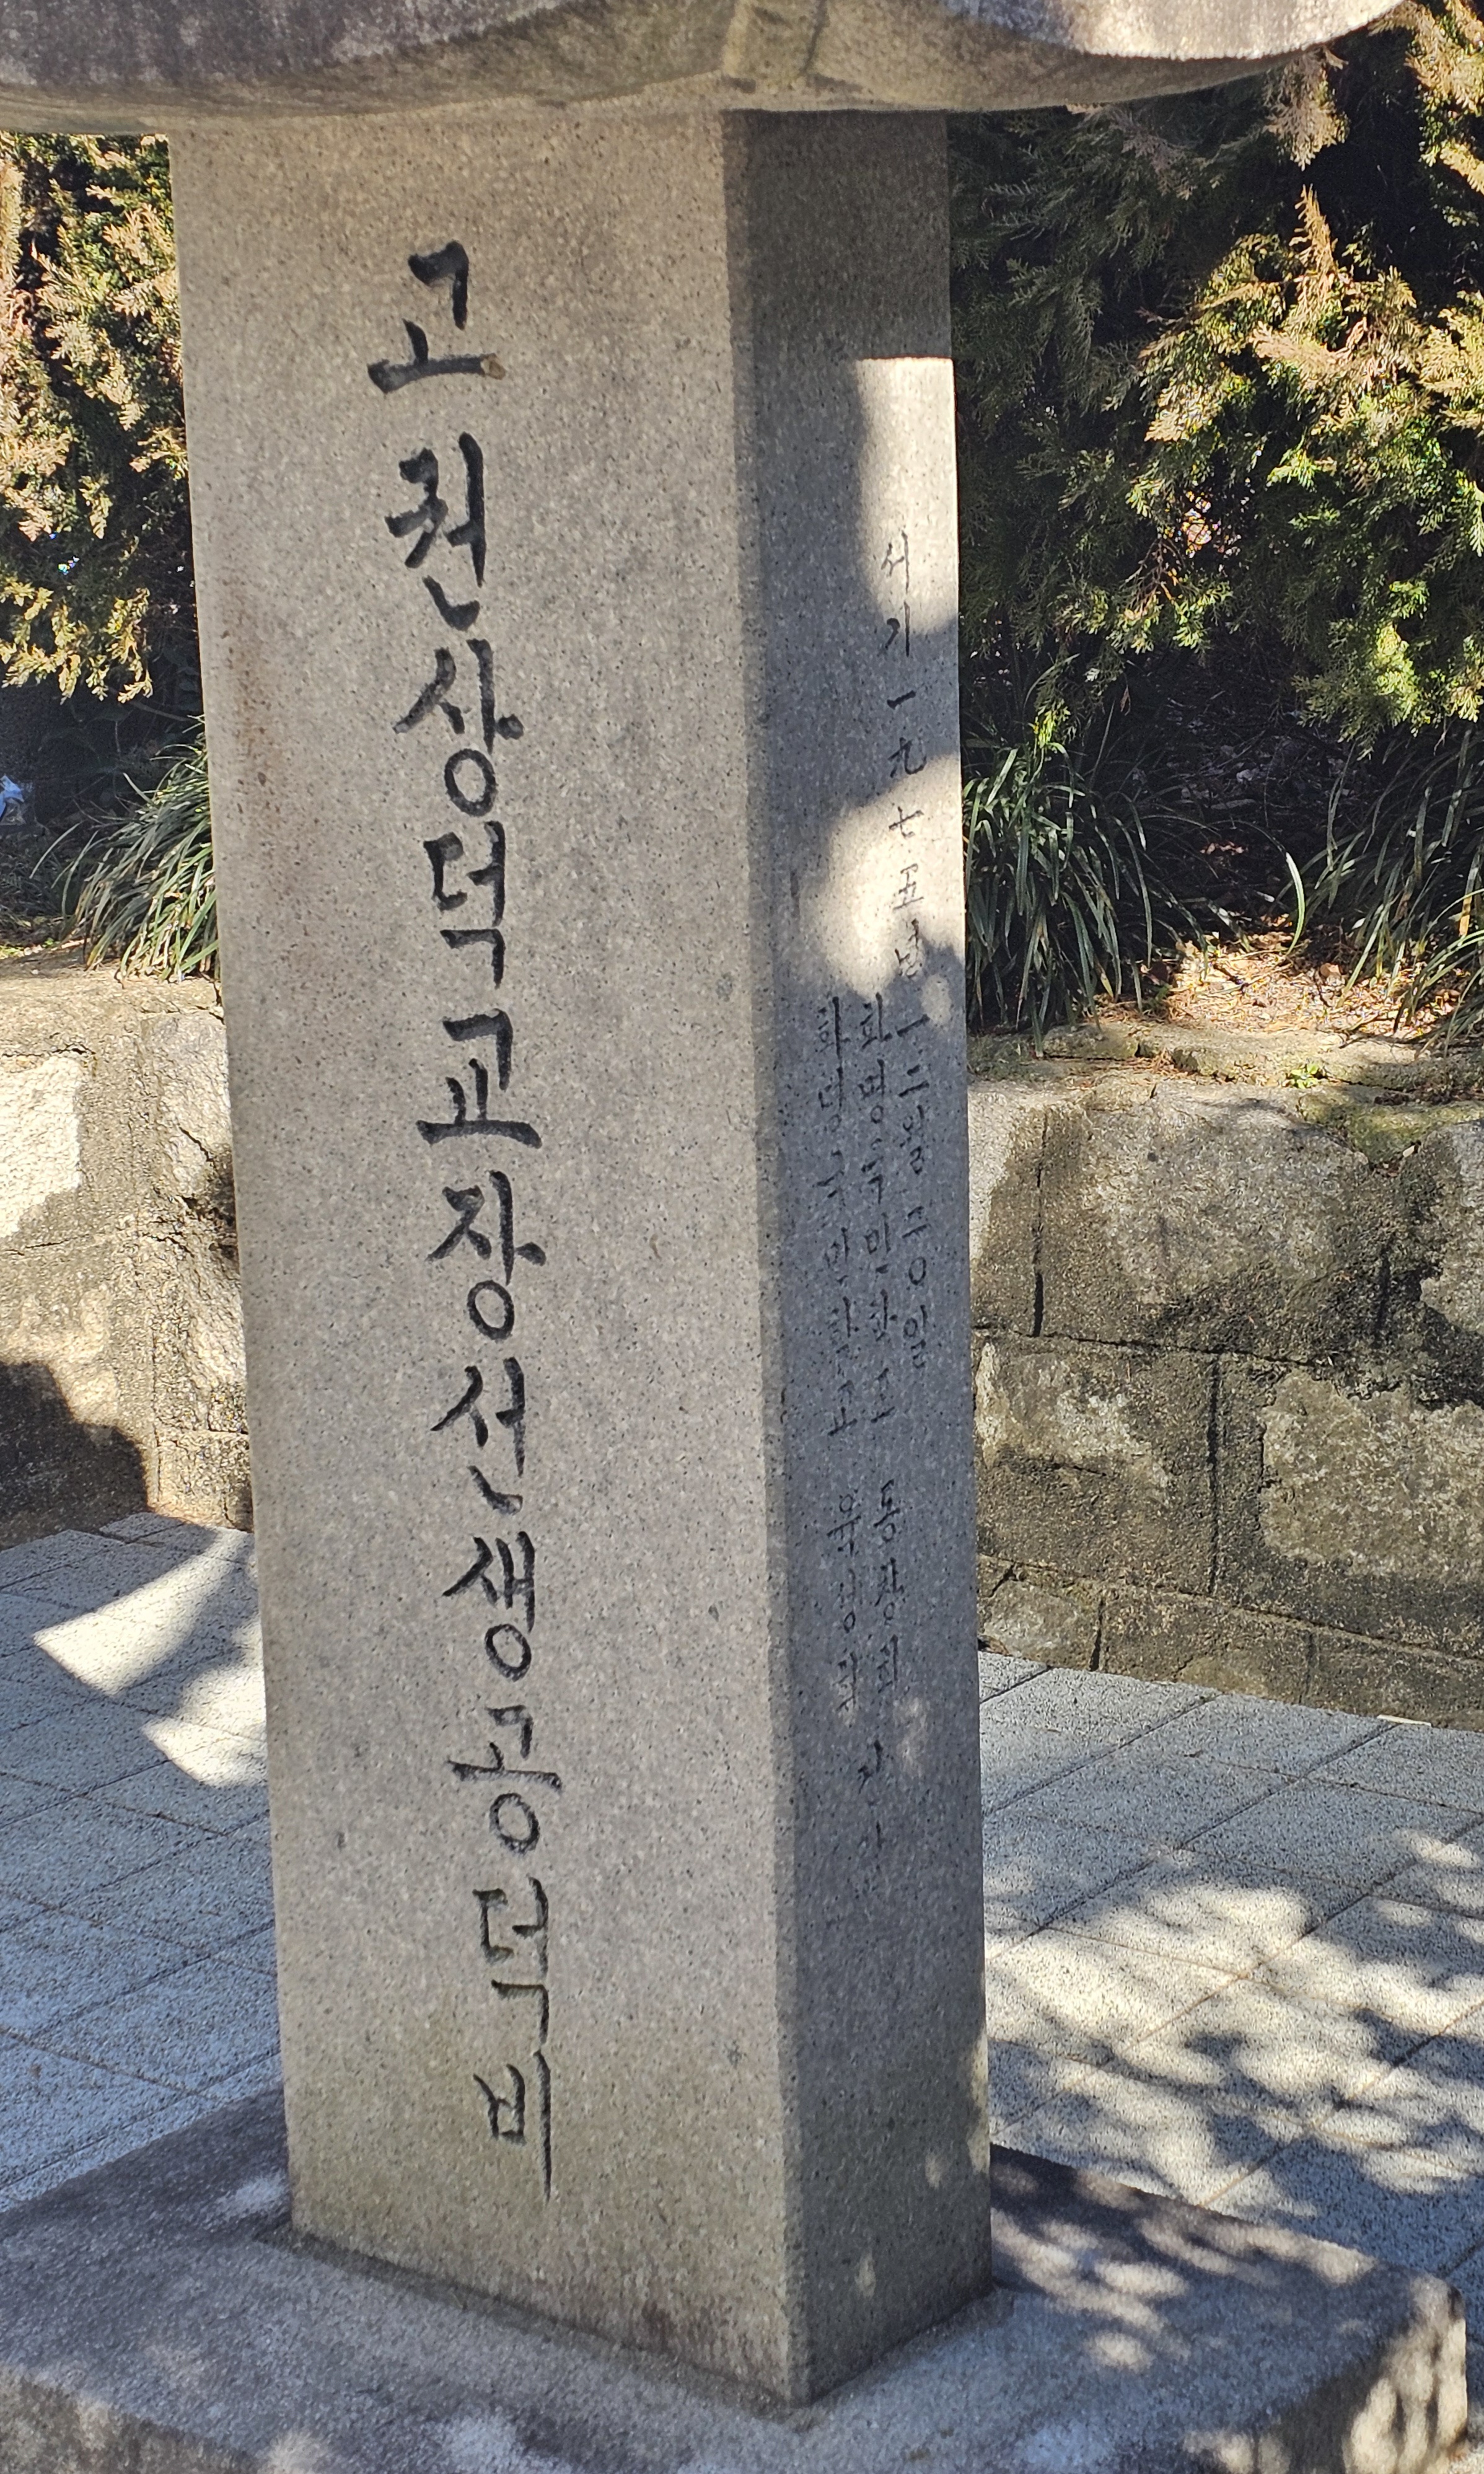 고권상덕교장선생공덕비
서기一九七五년一二월 일
화명국민학교 동창회
화명국민학교 육성회